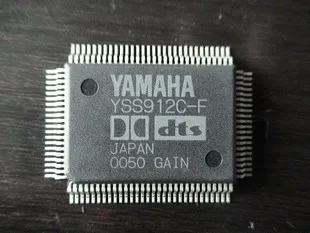 YAMAHA
YSS912C-F
dts
JAPAN
0050 GAIN